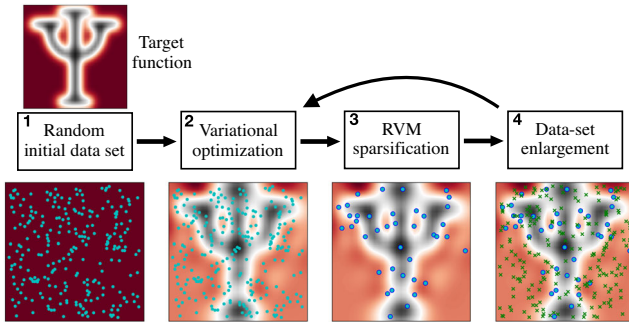 Target
function
1
Random
initial data set
2
Variational
optimization
3
RVM
sparsification
4
Data-set
enlargement